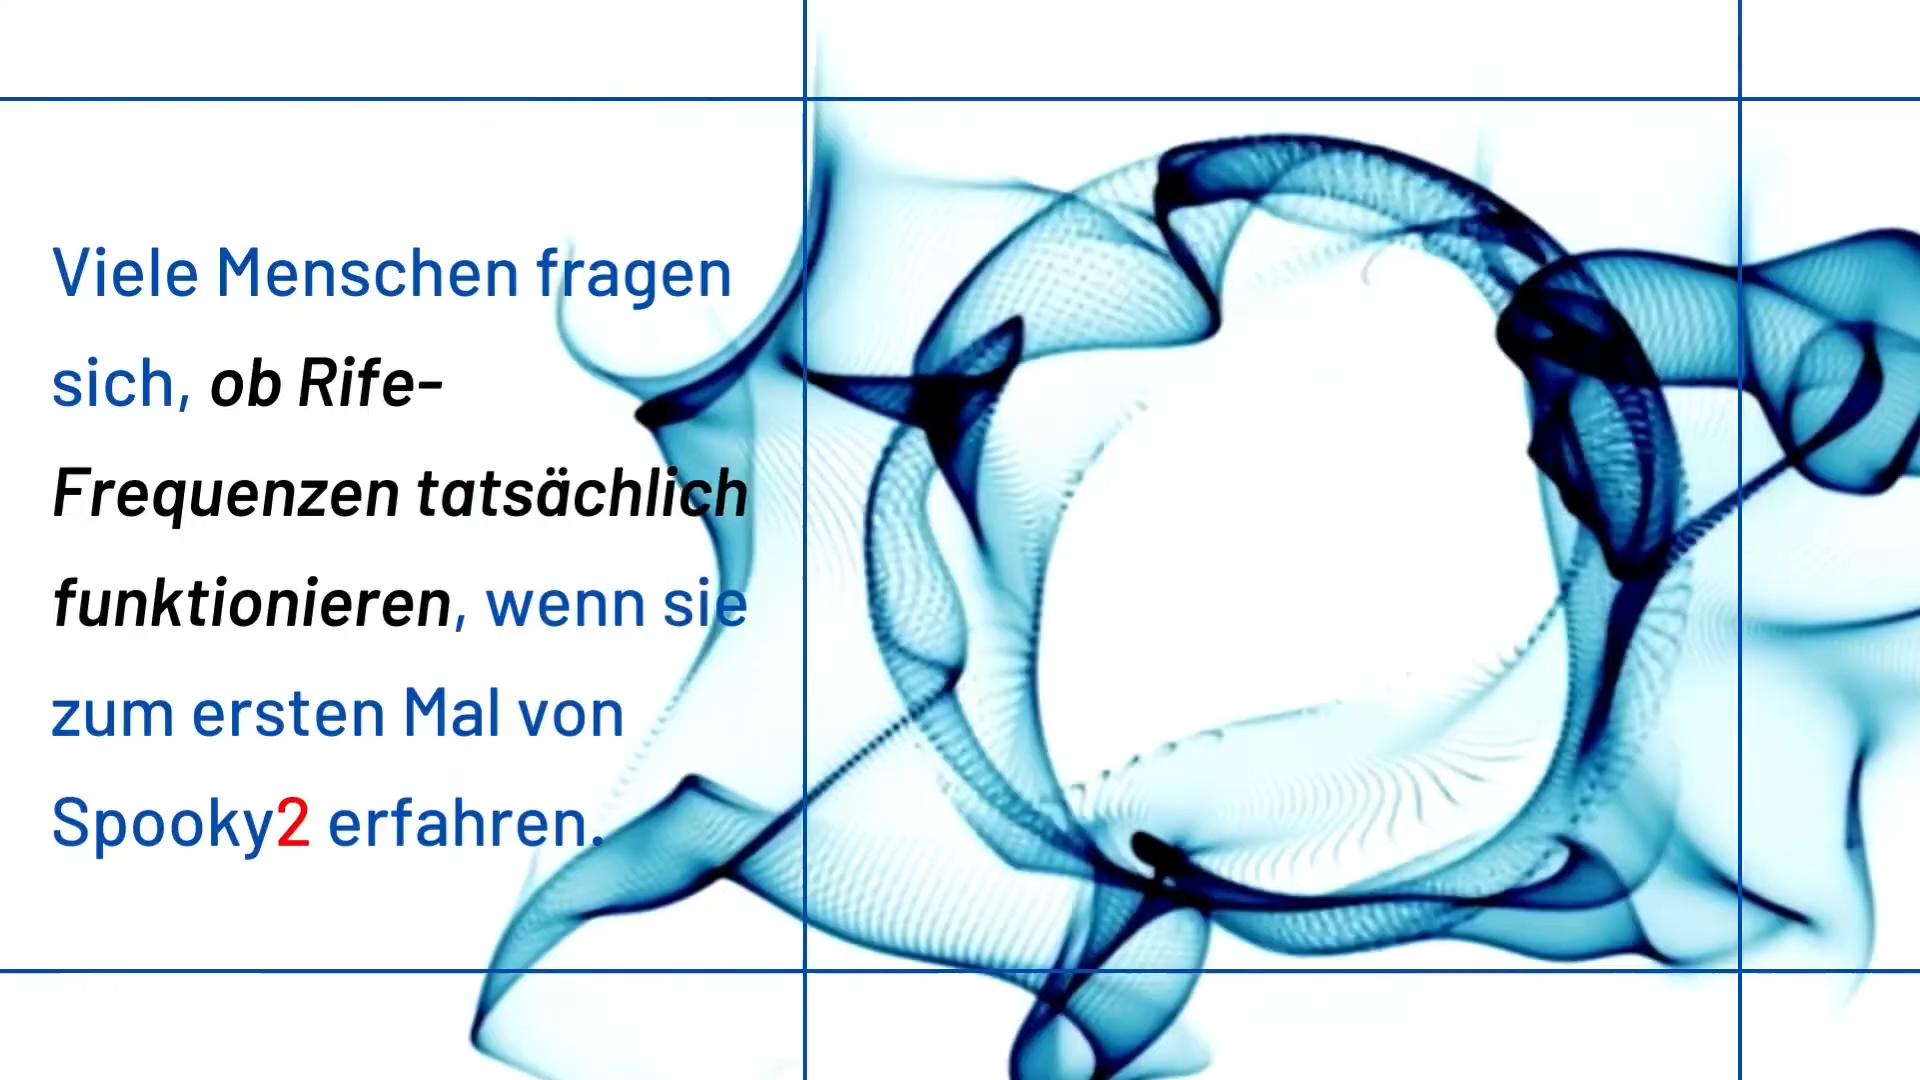 Viele Menschen fragen
sich, ob Rife-
Frequenzen tatsächlich
funktionieren, wenn sie
zum ersten Mal von
Spooky2 erfahren.